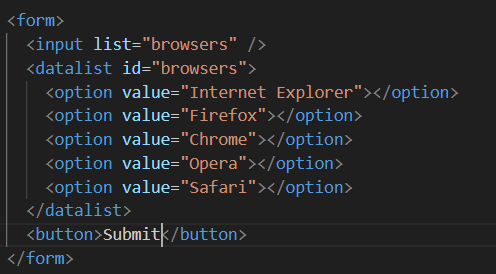 <form>
<input list="browsers" />
<datalist id="browsers">
<option value="Internet Explorer"></option>
<option value="Firefox"></option>
<option value="Chrome"></option>
<option value="Opera"></option>
<option value="Safari"></option>
</datalist>
<button>Submit</button>
</form>